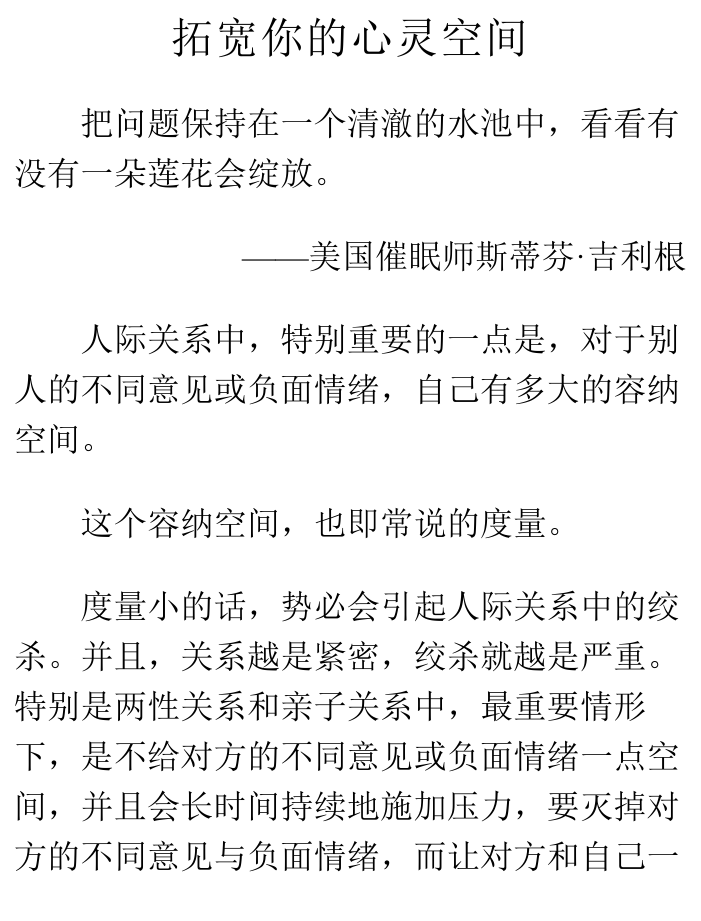 拓宽你的心灵空间
把问题保持在一个清澈的水池中，看看有
没有一朵莲花会绽放。
——美国催眠师斯蒂芬·吉利根
人际关系中，特别重要的一点是，对于别
人的不同意见或负面情绪，自己有多大的容纳
空间。
这个容纳空间，也即常说的度量。
度量小的话，势必会引起人际关系中的绞
杀。并且，关系越是紧密，绞杀就越是严重。
特别是两性关系和亲子关系中，最重要情形
下，是不给对方的不同意见或负面情绪一点空
间，并且会长时间持续地施加压力，要灭掉对
方的不同意见与负面情绪，而让对方和自己一